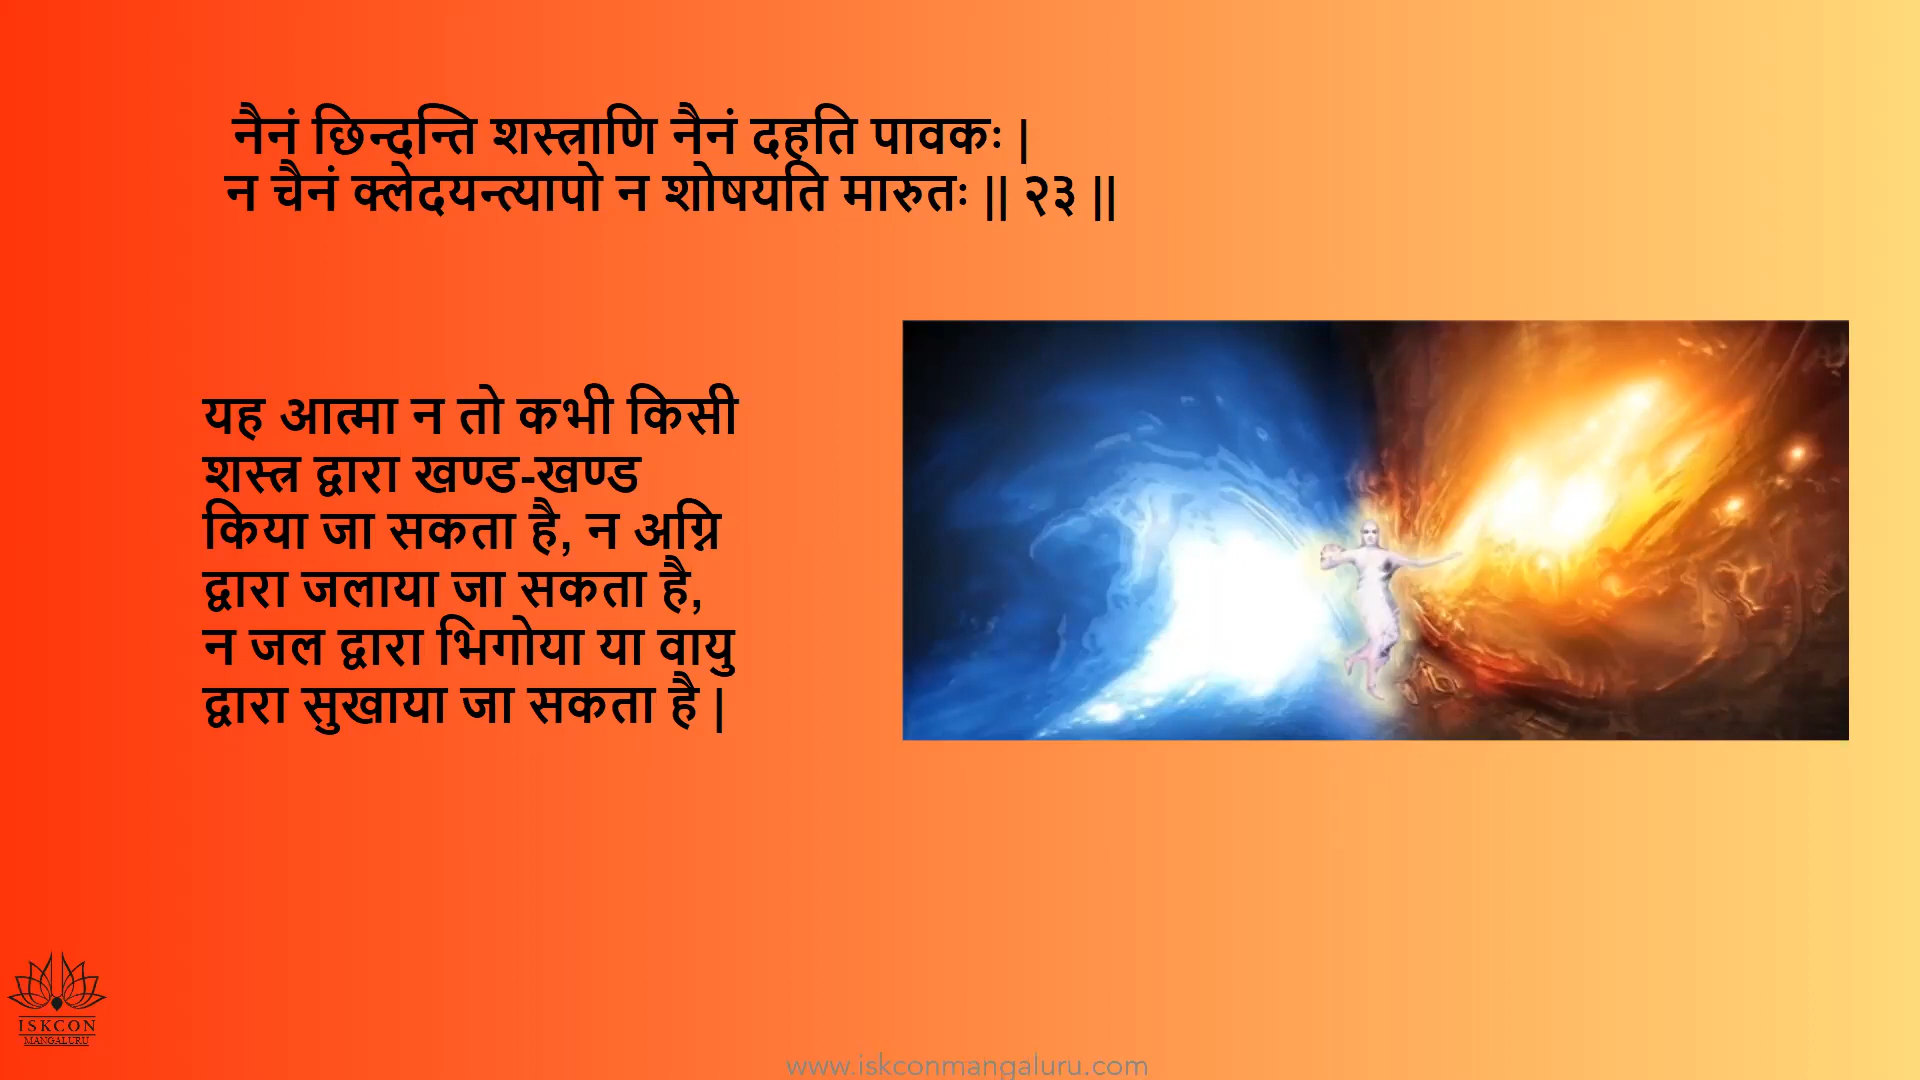 नैनं छिन्दन्ति शस्त्राणि नैनं दहति पावकः |
न चैनं क्लेदयन्त्यापो न शोषयति मारुतः || २३ ||
यह आत्मा न तो कभी किसी
शस्त्र द्वारा खण्ड-खण्ड
किया जा सकता है, न अग्नि
द्वारा जलाया जा सकता है,
न जल द्वारा भिगोया या वायु
द्वारा सुखाया जा सकता है |
ISKCON
MANGALURU
www.iskconmangaluru.com